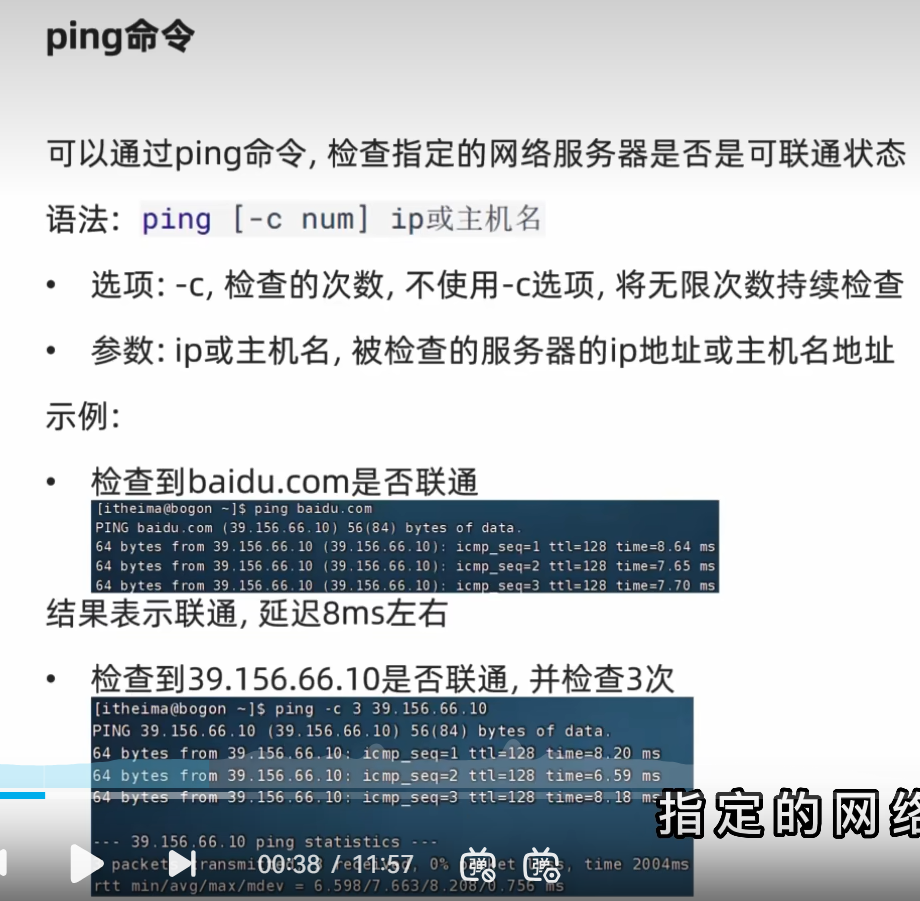 ping命令
可以通过ping命令, 检查指定的网络服务器是否是可联通状态
语法: ping [-c num] ip或主机名
• 选项: -c, 检查的次数, 不使用-c选项, 将无限次数持续检查
• 参数: ip或主机名, 被检查的服务器的ip地址或主机名地址
示例:
• 检查到baidu.com是否联通
[itheima@bogon ~]$ ping baidu.com
PING baidu.com (39.156.66.10) 56(84) bytes of data.
64 bytes from 39.156.66.10 (39.156.66.10): icmp_seq=1 ttl=128 time=8.64 ms
64 bytes from 39.156.66.10 (39.156.66.10): icmp_seq=2 ttl=128 time=7.65 ms
64 bytes from 39.156.66.10 (39.156.66.10): icmp_seq=3 ttl=128 time=7.70 ms
结果表示联通, 延迟8ms左右
• 检查到39.156.66.10是否联通, 并检查3次
[itheima@bogon ~]$ ping -c 3 39.156.66.10
PING 39.156.66.10 (39.156.66.10) 56(84) bytes of data.
64 bytes from 39.156.66.10: icmp_seq=1 ttl=128 time=8.20 ms
64 bytes from 39.156.66.10: icmp_seq=2 ttl=128 time=6.59 ms
64 bytes from 39.156.66.10: icmp_seq=3 ttl=128 time=8.18 ms
指定的网络
--- 39.156.66.10 ping statistics ---
packets transmitted, 3 received, 0% packet loss, time 2004ms
00:38 / 11:57
弹 弹
rtt min/avg/max/mdev = 6.598/7.663/8.208/0.756 ms